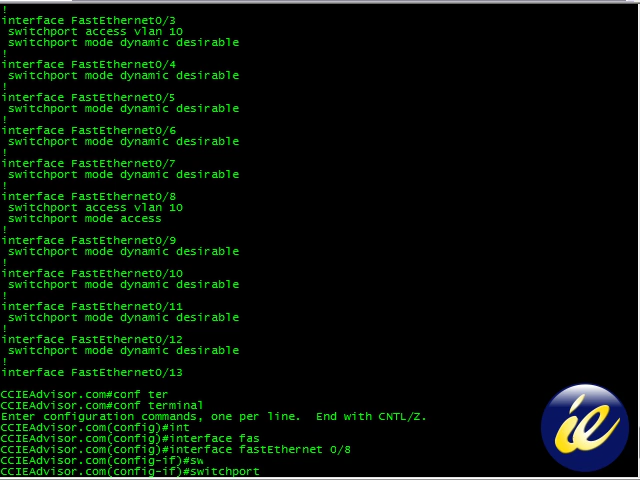 !
interface FastEthernet0/3
 switchport access vlan 10
 switchport mode dynamic desirable
!
interface FastEthernet0/4
 switchport mode dynamic desirable
!
interface FastEthernet0/5
 switchport mode dynamic desirable
!
interface FastEthernet0/6
 switchport mode dynamic desirable
!
interface FastEthernet0/7
 switchport mode dynamic desirable
!
interface FastEthernet0/8
 switchport access vlan 10
 switchport mode access
!
interface FastEthernet0/9
 switchport mode dynamic desirable
!
interface FastEthernet0/10
 switchport mode dynamic desirable
!
interface FastEthernet0/11
 switchport mode dynamic desirable
!
interface FastEthernet0/12
 switchport mode dynamic desirable
!
interface FastEthernet0/13
CCIEAdvisor.com#conf ter
CCIEAdvisor.com#conf terminal
Enter configuration commands, one per line.  End with CNTL/Z.
CCIEAdvisor.com(config)#int
CCIEAdvisor.com(config)#interface fas
CCIEAdvisor.com(config)#interface fastEthernet 0/8
CCIEAdvisor.com(config-if)#sw
CCIEAdvisor.com(config-if)#switchport
ie